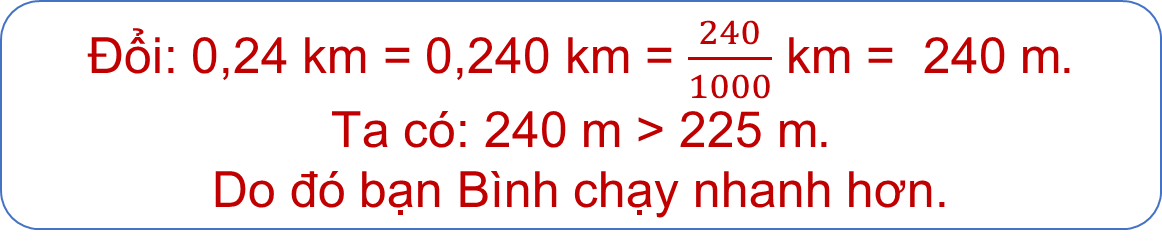 Đổi: 0,24 km = 0,240 km = 240/1000 km =  240 m.
Ta có: 240 m > 225 m.
Do đó bạn Bình chạy nhanh hơn.